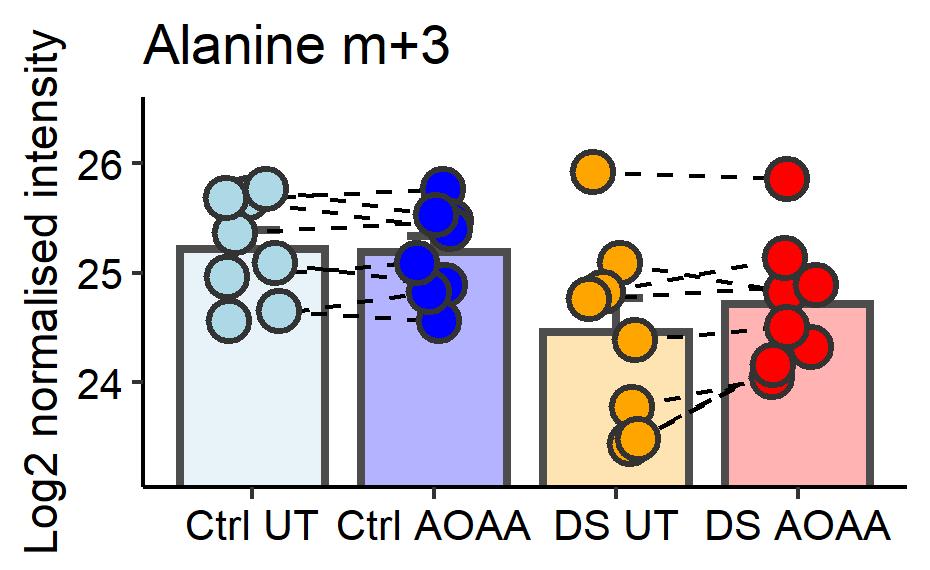 Alanine m+3
Log2 normalised intensity
26
25
24
Ctrl UT
Ctrl AOAA
DS UT
DS AOAA